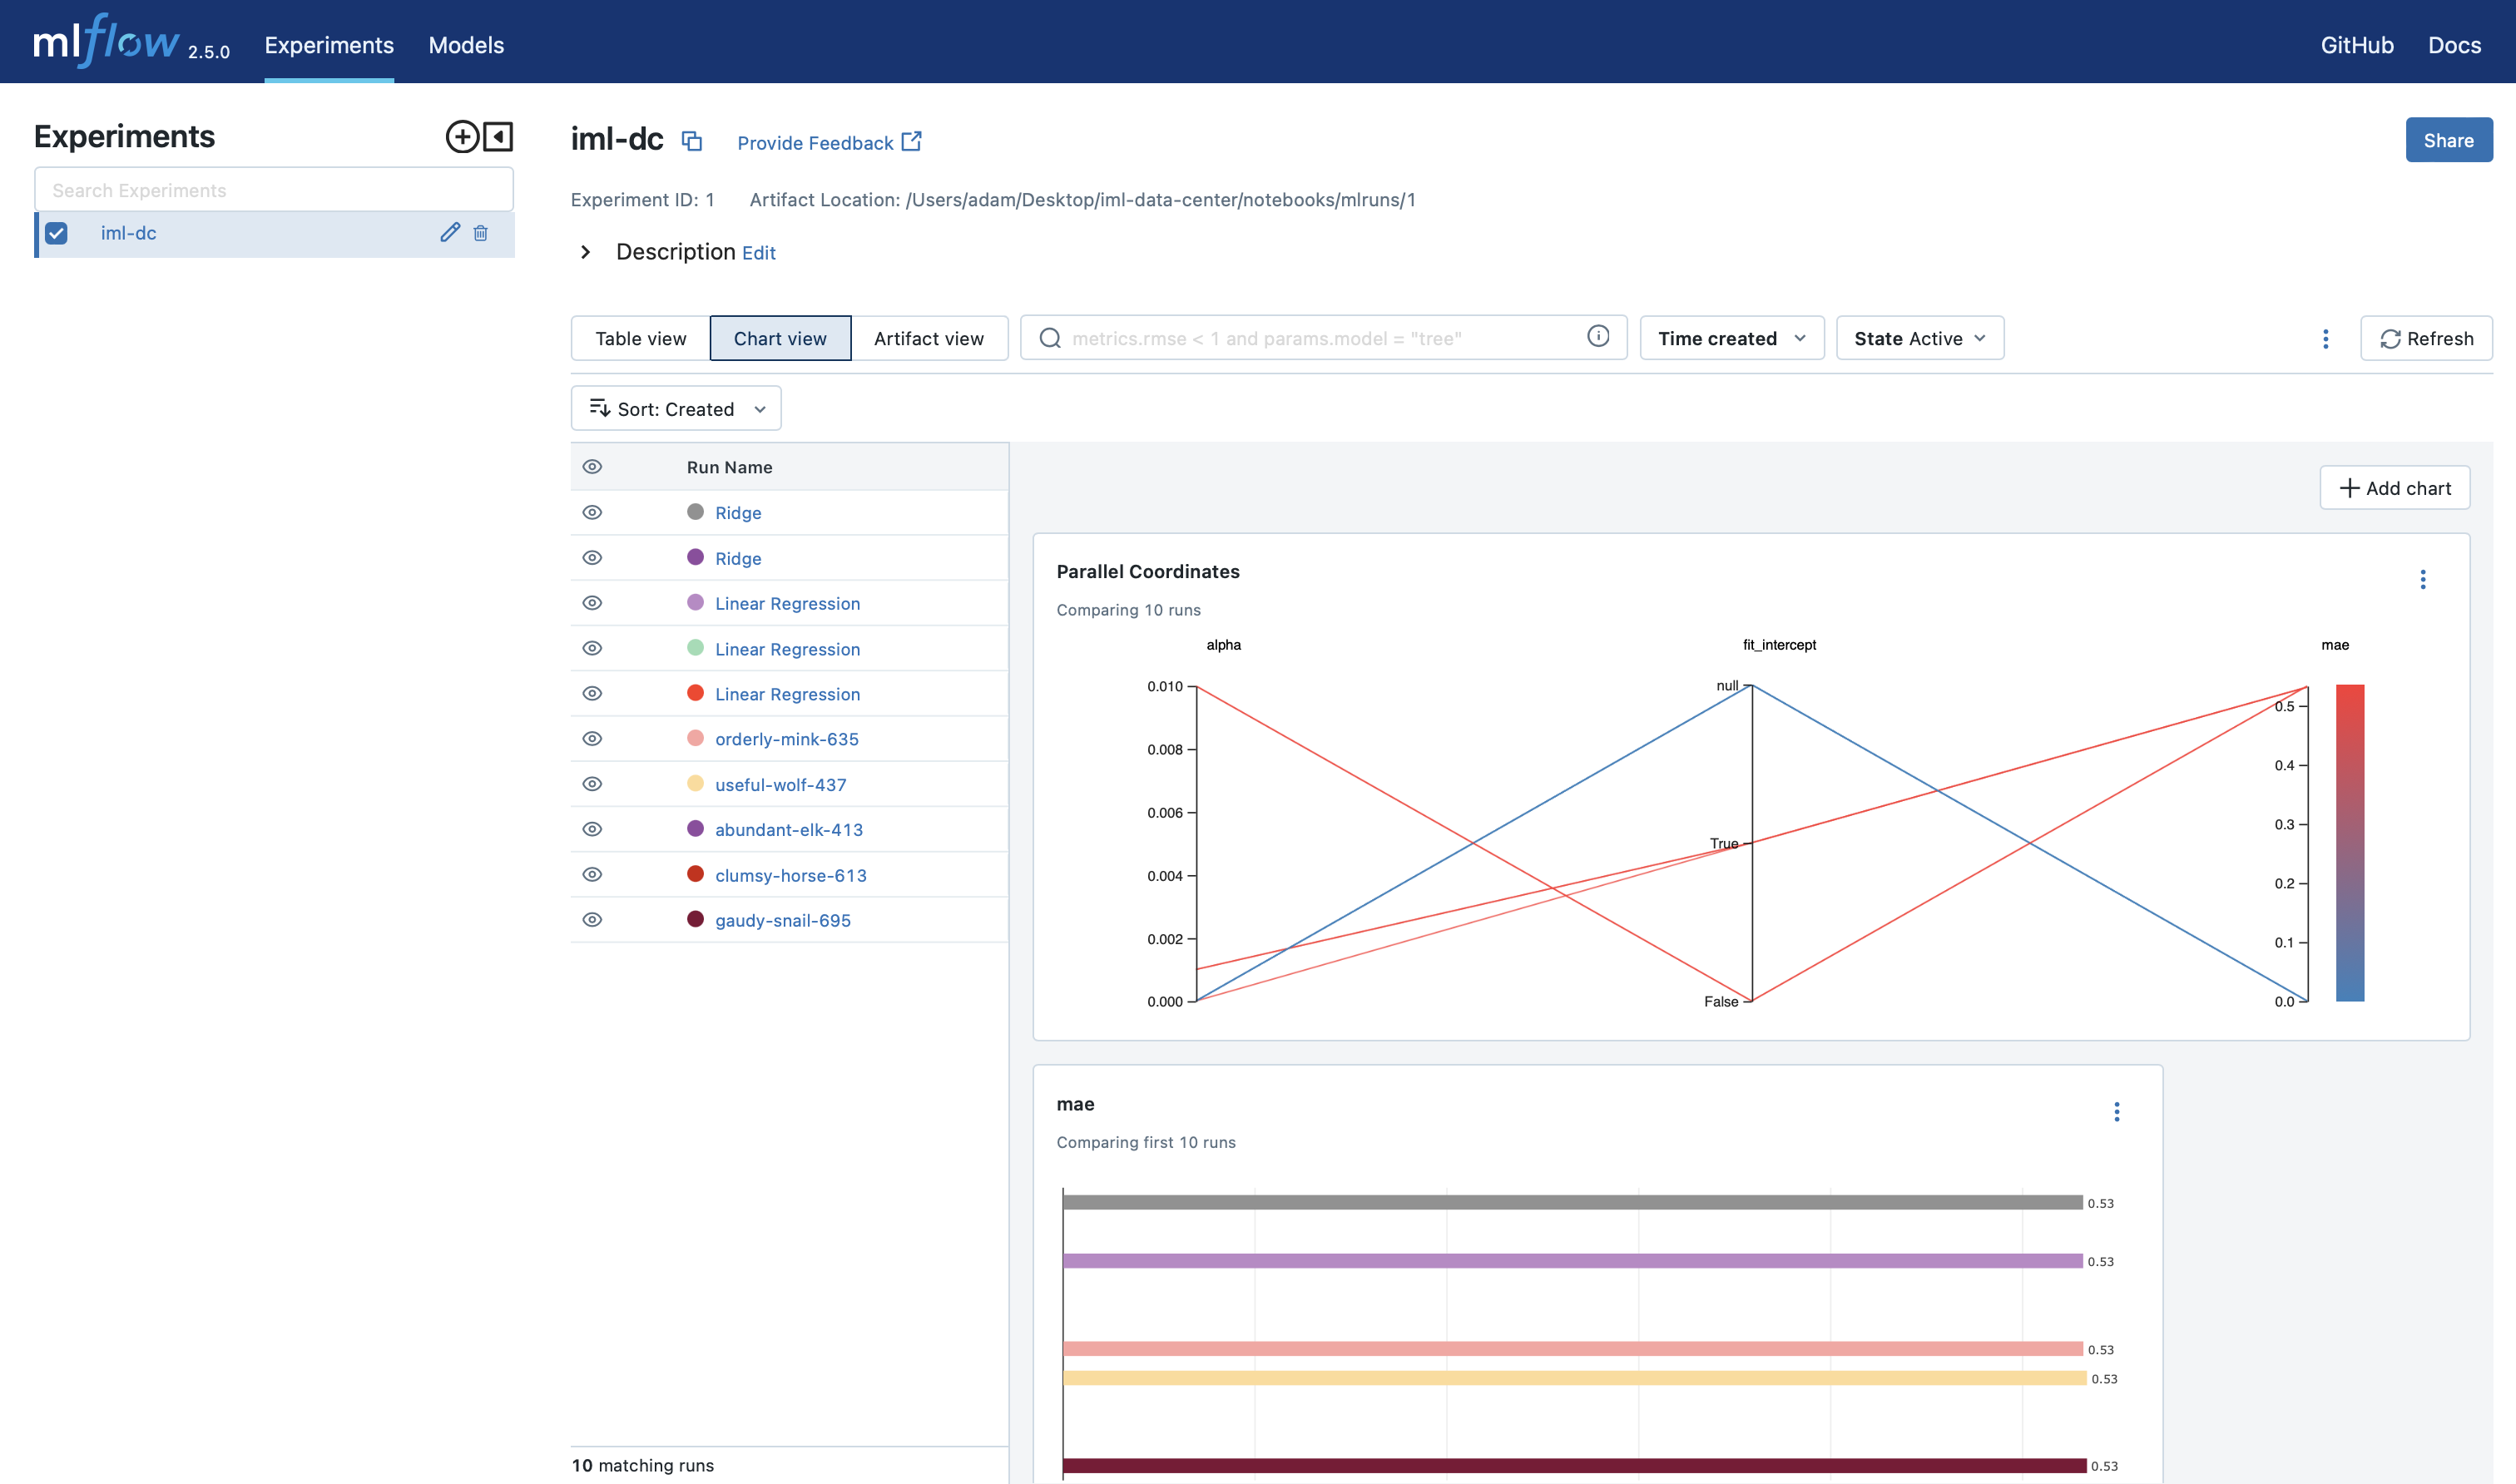 mlflow 2.5.0 Experiments Models GitHub Docs
Experiments
Search Experiments
iml-dc
iml-dc Provide Feedback Share
Experiment ID: 1 Artifact Location: /Users/adam/Desktop/iml-data-center/notebooks/mlruns/1
Description Edit
Table view Chart view Artifact view metrics.rmse < 1 and params.model = "tree" Time created State Active Refresh
Sort: Created
Run Name
Ridge
Ridge
Linear Regression
Linear Regression
Linear Regression
orderly-mink-635
useful-wolf-437
abundant-elk-413
clumsy-horse-613
gaudy-snail-695
10 matching runs
Add chart
Parallel Coordinates
Comparing 10 runs
alpha fit_intercept mae
0.010
0.008
0.006
0.004
0.002
0.000
null
True
False
0.5
0.4
0.3
0.2
0.1
0.0
mae
Comparing first 10 runs
0.53
0.53
0.53
0.53
0.53